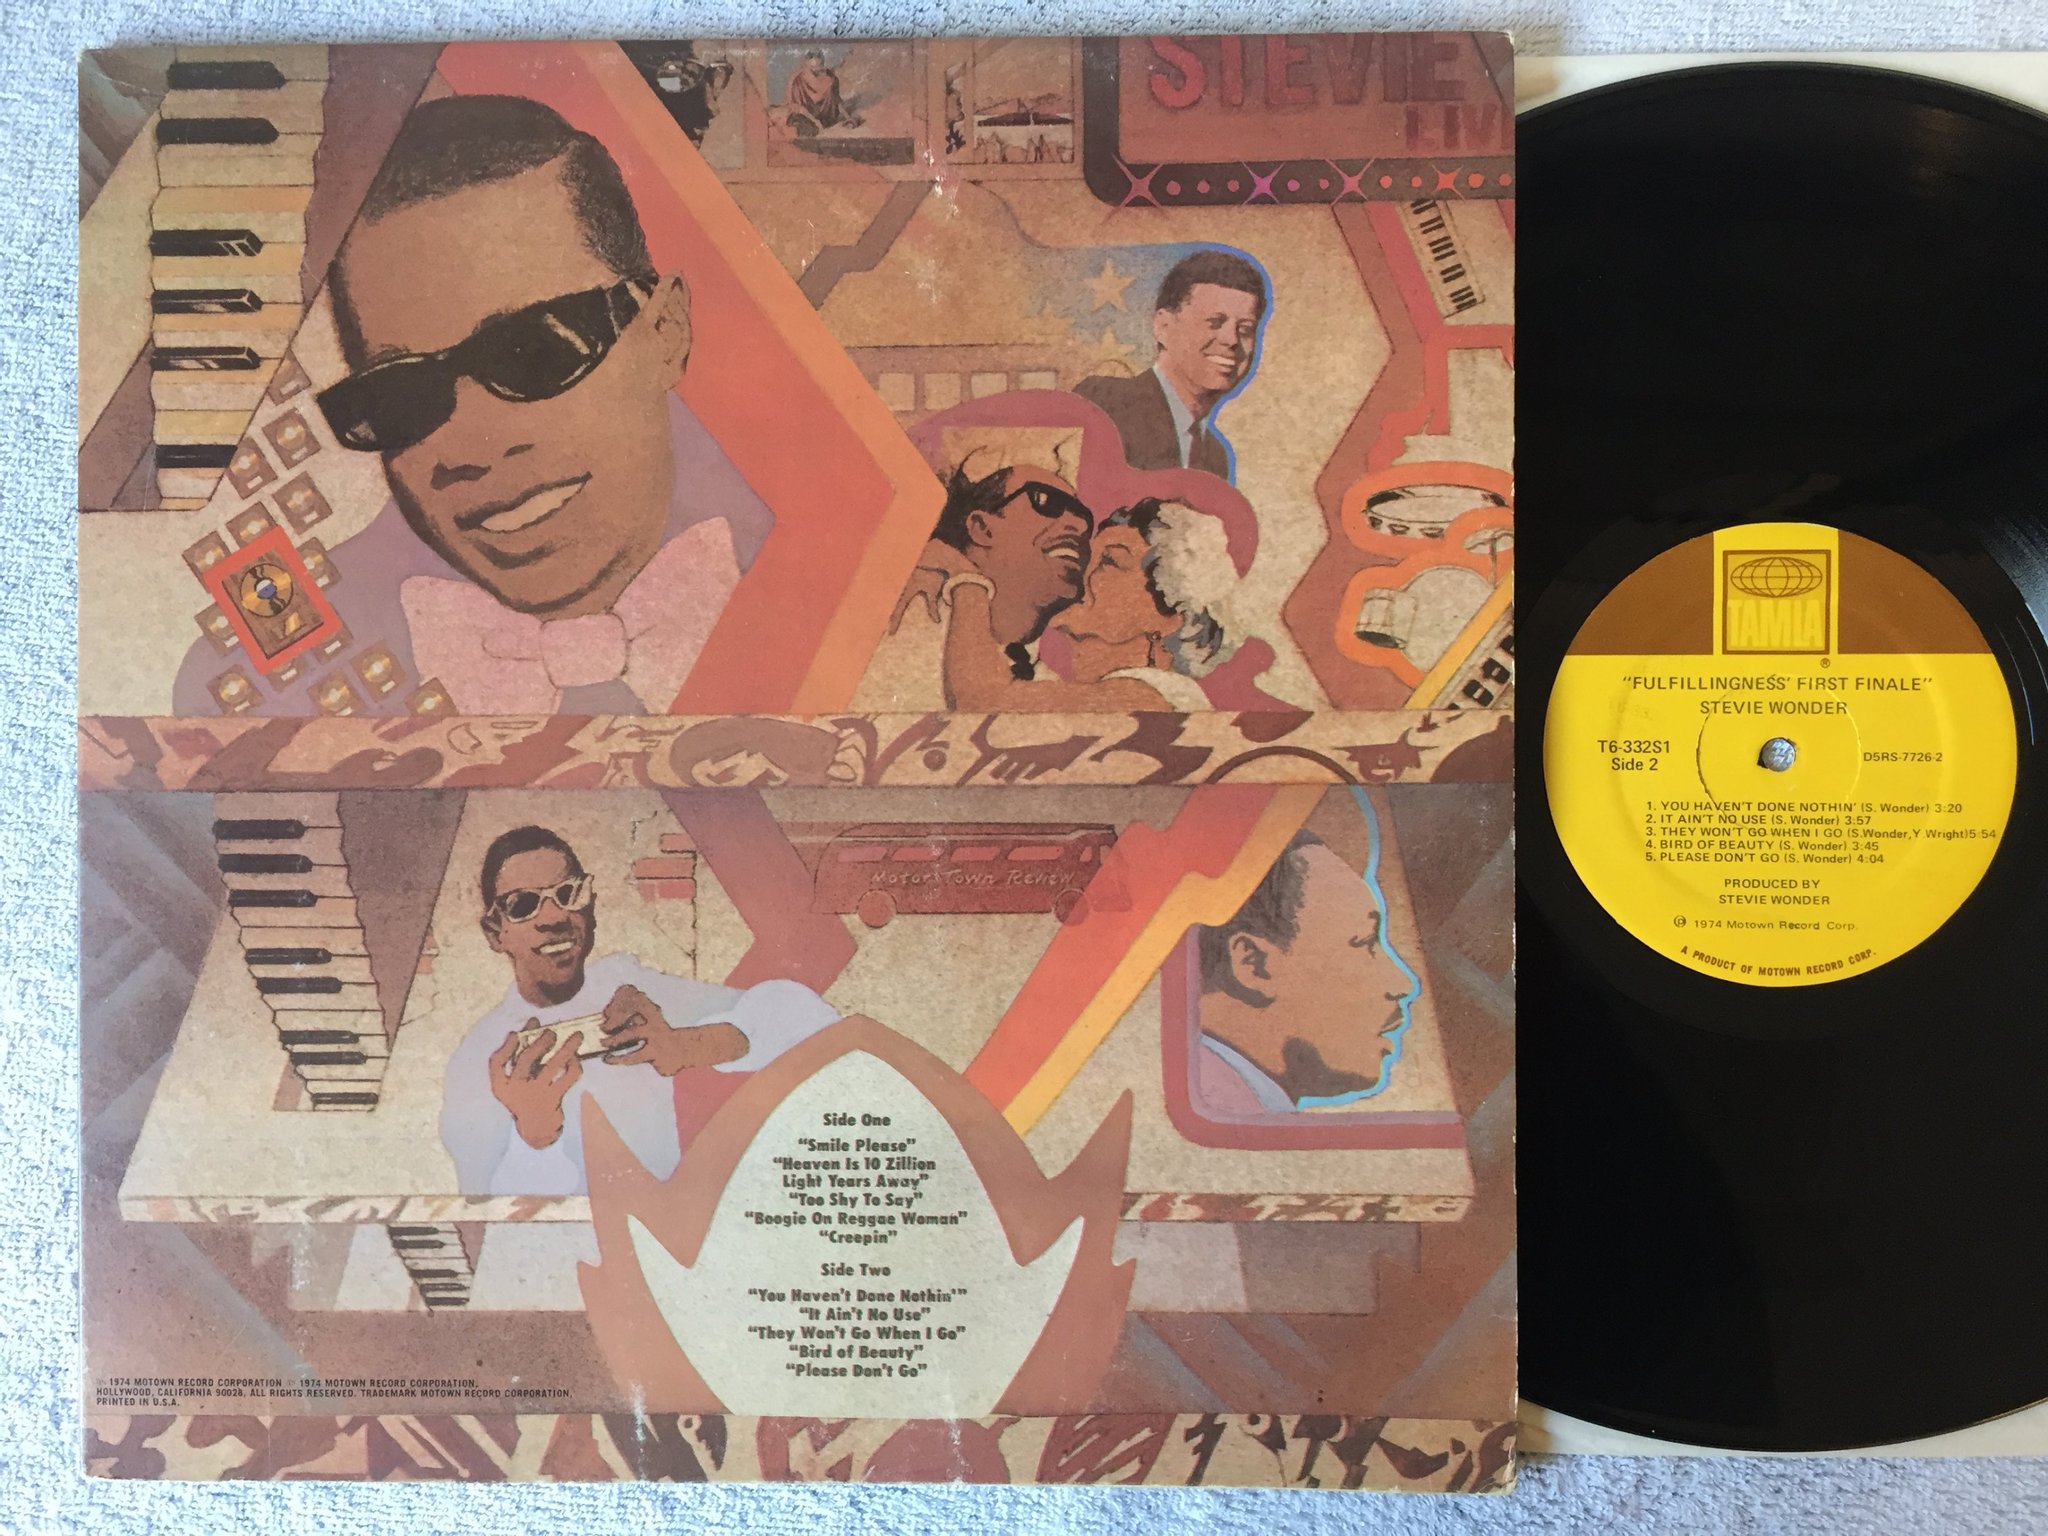 STEVIE
LIV
Motor Town Review
Side One
"Smile Please"
"Heaven Is 10 Zillion
Light Years Away"
"Too Shy To Say"
"Boogie On Reggae Woman"
"Creepin"
Side Two
"You Haven't Done Nothin'"
"It Ain't No Use"
"They Won't Go When I Go"
"Bird of Beauty"
"Please Don't Go"
© 1974 MOTOWN RECORD CORPORATION ℗ 1974 MOTOWN RECORD CORPORATION,
HOLLYWOOD, CALIFORNIA 90028, ALL RIGHTS RESERVED. TRADEMARK MOTOWN RECORD CORPORATION,
PRINTED IN U.S.A.
TAMLA
®
"FULFILLINGNESS' FIRST FINALE"
STEVIE WONDER
T6-332S1
Side 2
D5RS-7726-2
1. YOU HAVEN'T DONE NOTHIN' (S. Wonder) 3:20
2. IT AIN'T NO USE (S. Wonder) 3:57
3. THEY WON'T GO WHEN I GO (S.Wonder,Y.Wright)5:54
4. BIRD OF BEAUTY (S. Wonder) 3:45
5. PLEASE DON'T GO (S. Wonder) 4:04
PRODUCED BY
STEVIE WONDER
℗ 1974 Motown Record Corp.
A PRODUCT OF MOTOWN RECORD CORP.